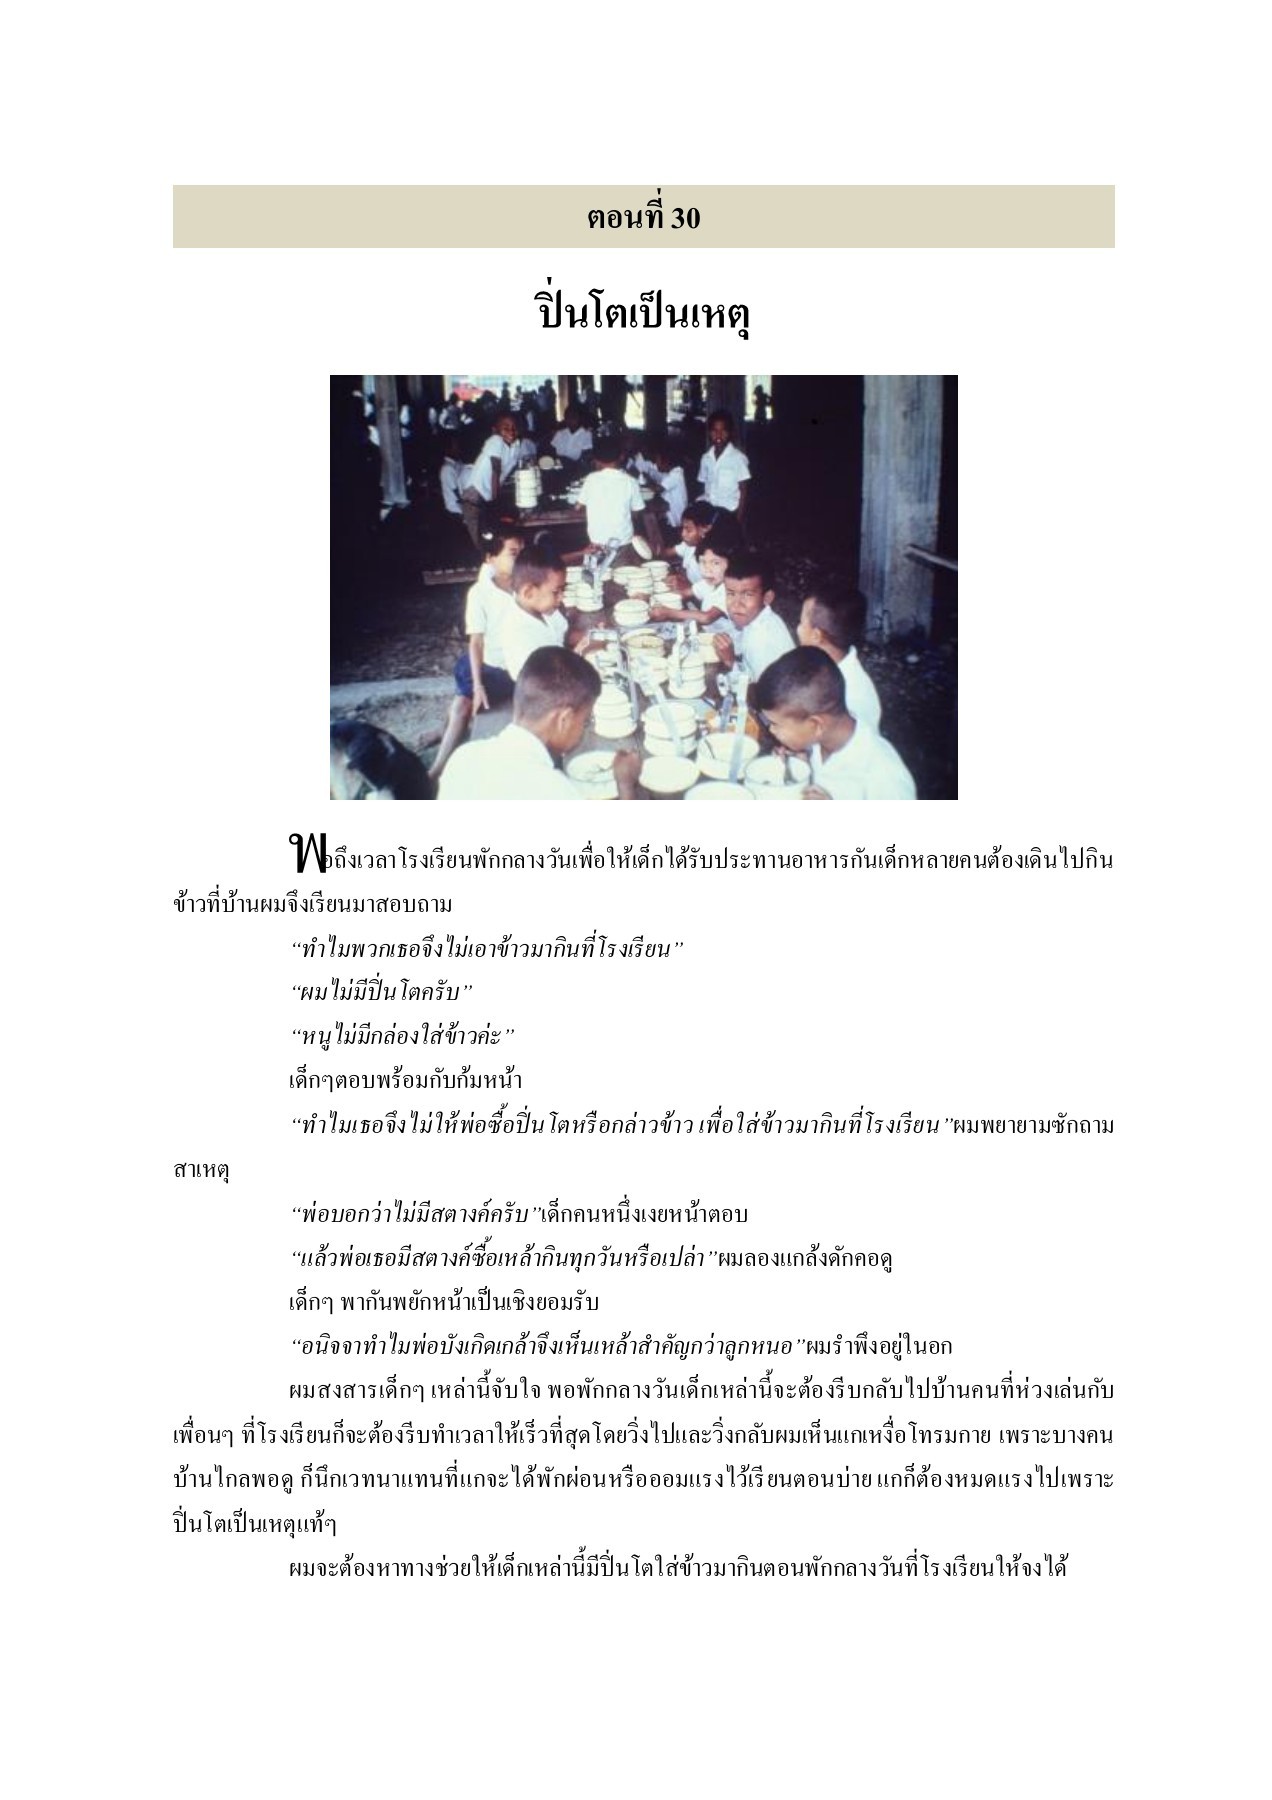 ตอนที่ 30
ปิ่นโตเป็นเหตุ
พอถึงเวลาโรงเรียนพักกลางวันเพื่อให้เด็กได้รับประทานอาหารกันเด็กหลายคนต้องเดินไปกิน
ข้าวที่บ้านผมจึงเรียนมาสอบถาม
“ทำไมพวกเธอจึงไม่เอาข้าวมากินที่โรงเรียน”
“ผมไม่มีปิ่นโตครับ”
“หนูไม่มีกล่องใส่ข้าวค่ะ”
เด็กๆตอบพร้อมกับก้มหน้า
“ทำไมเธอจึงไม่ให้พ่อซื้อปิ่นโตหรือกล่าวข้าว เพื่อใส่ข้าวมากินที่โรงเรียน”ผมพยายามซักถาม
สาเหตุ
“พ่อบอกว่าไม่มีสตางค์ครับ”เด็กคนหนึ่งเงยหน้าตอบ
“แล้วพ่อเธอมีสตางค์ซื้อเหล้ากินทุกวันหรือเปล่า”ผมลองแกล้งดักคอดู
เด็กๆ พากันพยักหน้าเป็นเชิงยอมรับ
“อนิจจาทำไมพ่อบังเกิดเกล้าจึงเห็นเหล้าสำคัญกว่าลูกหนอ”ผมรำพึงอยู่ในอก
ผมสงสารเด็กๆ เหล่านี้จับใจ พอพักกลางวันเด็กเหล่านี้จะต้องรีบกลับไปบ้านคนที่ห่วงเล่นกับ
เพื่อนๆ ที่โรงเรียนก็จะต้องรีบทำเวลาให้เร็วที่สุดโดยวิ่งไปและวิ่งกลับผมเห็นแกเหงื่อโทรมกาย เพราะบางคน
บ้านไกลพอดู ก็นึกเวทนาแทนที่แกจะได้พักผ่อนหรือออมแรงไว้เรียนตอนบ่าย แกก็ต้องหมดแรงไปเพราะ
ปิ่นโตเป็นเหตุแท้ๆ
ผมจะต้องหาทางช่วยให้เด็กเหล่านี้มีปิ่นโตใส่ข้าวมากินตอนพักกลางวันที่โรงเรียนให้จงได้